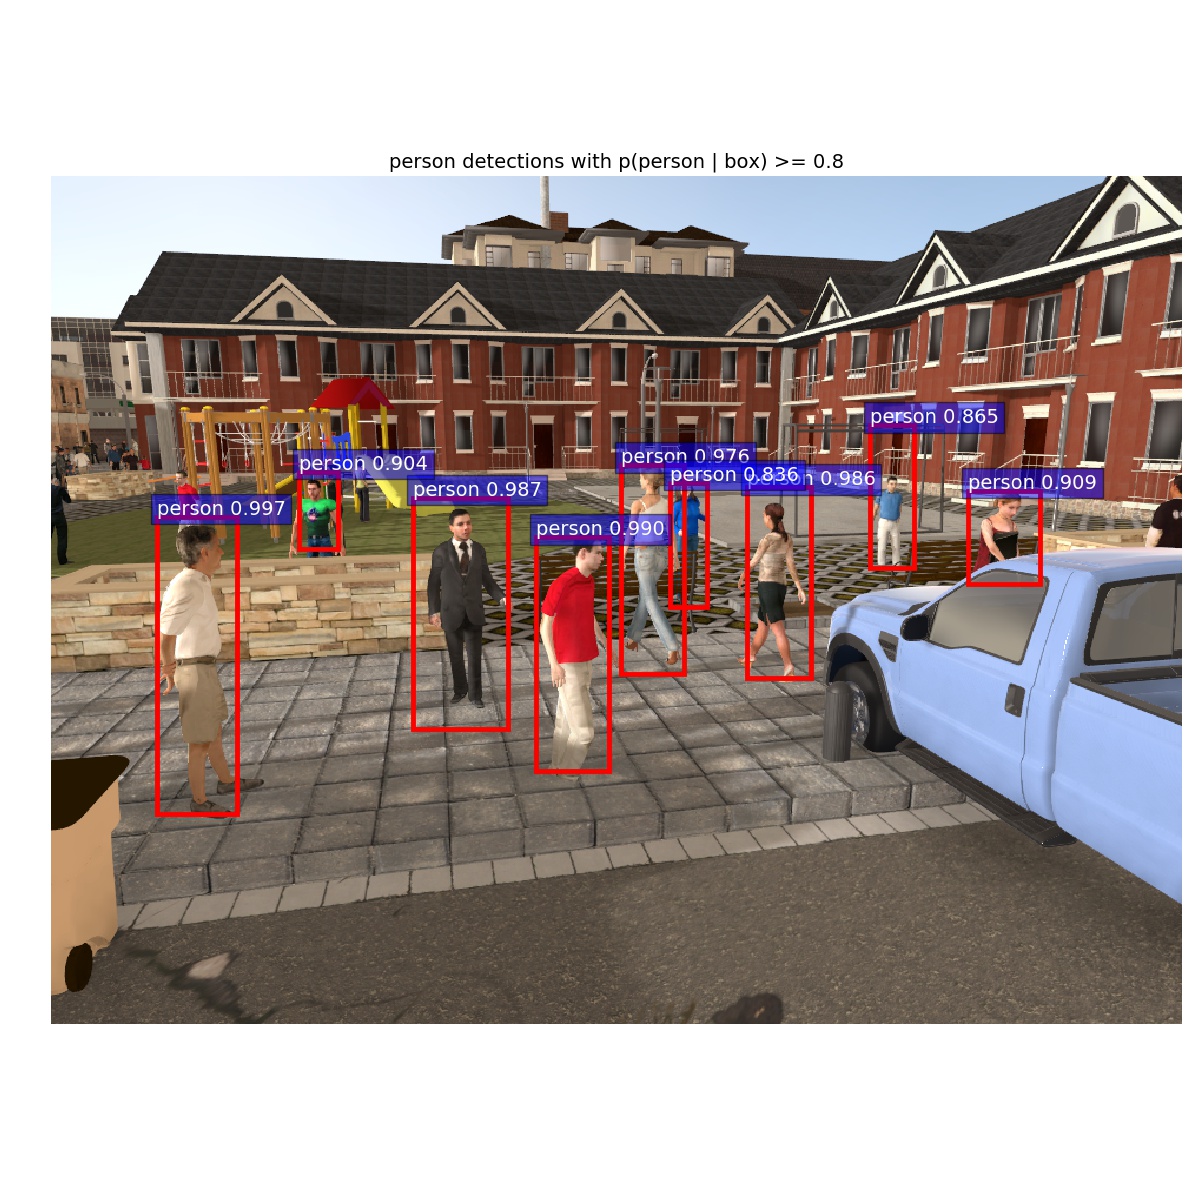 person detections with p(person | box) >= 0.8
person 0.865
person 0.976
person 0.904
person 0.836
n 0.986
person 0.909
person 0.987
person 0.997
person 0.990